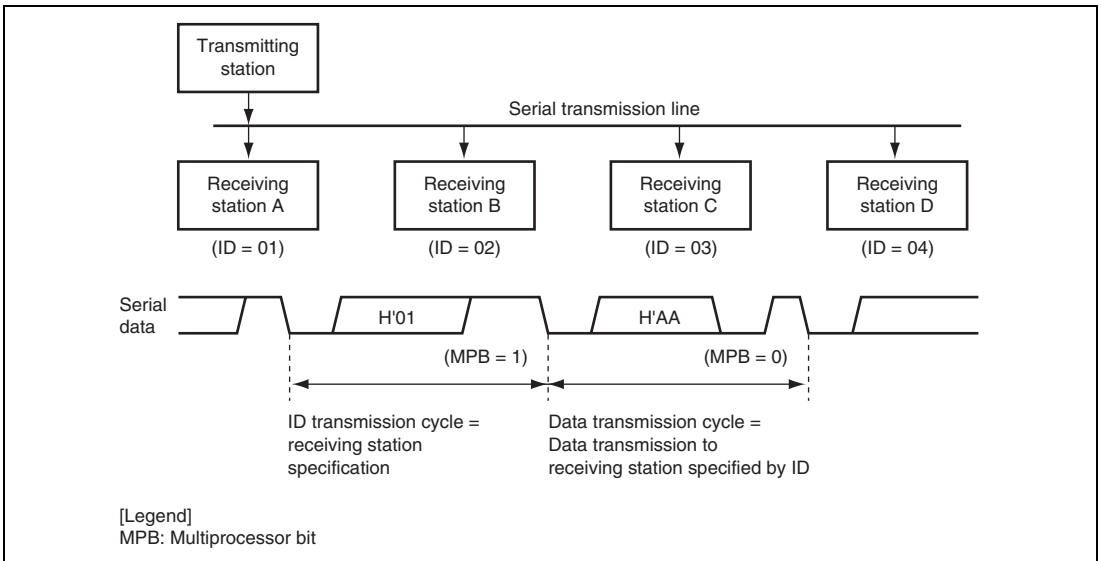 Transmitting
station
Serial transmission line
Receiving
station A
Receiving
station B
Receiving
station C
Receiving
station D
(ID = 01)
(ID = 02)
(ID = 03)
(ID = 04)
Serial
data
H'01
H'AA
(MPB = 1)
(MPB = 0)
ID transmission cycle =
receiving station
specification
Data transmission cycle =
Data transmission to
receiving station specified by ID
[Legend]
MPB: Multiprocessor bit